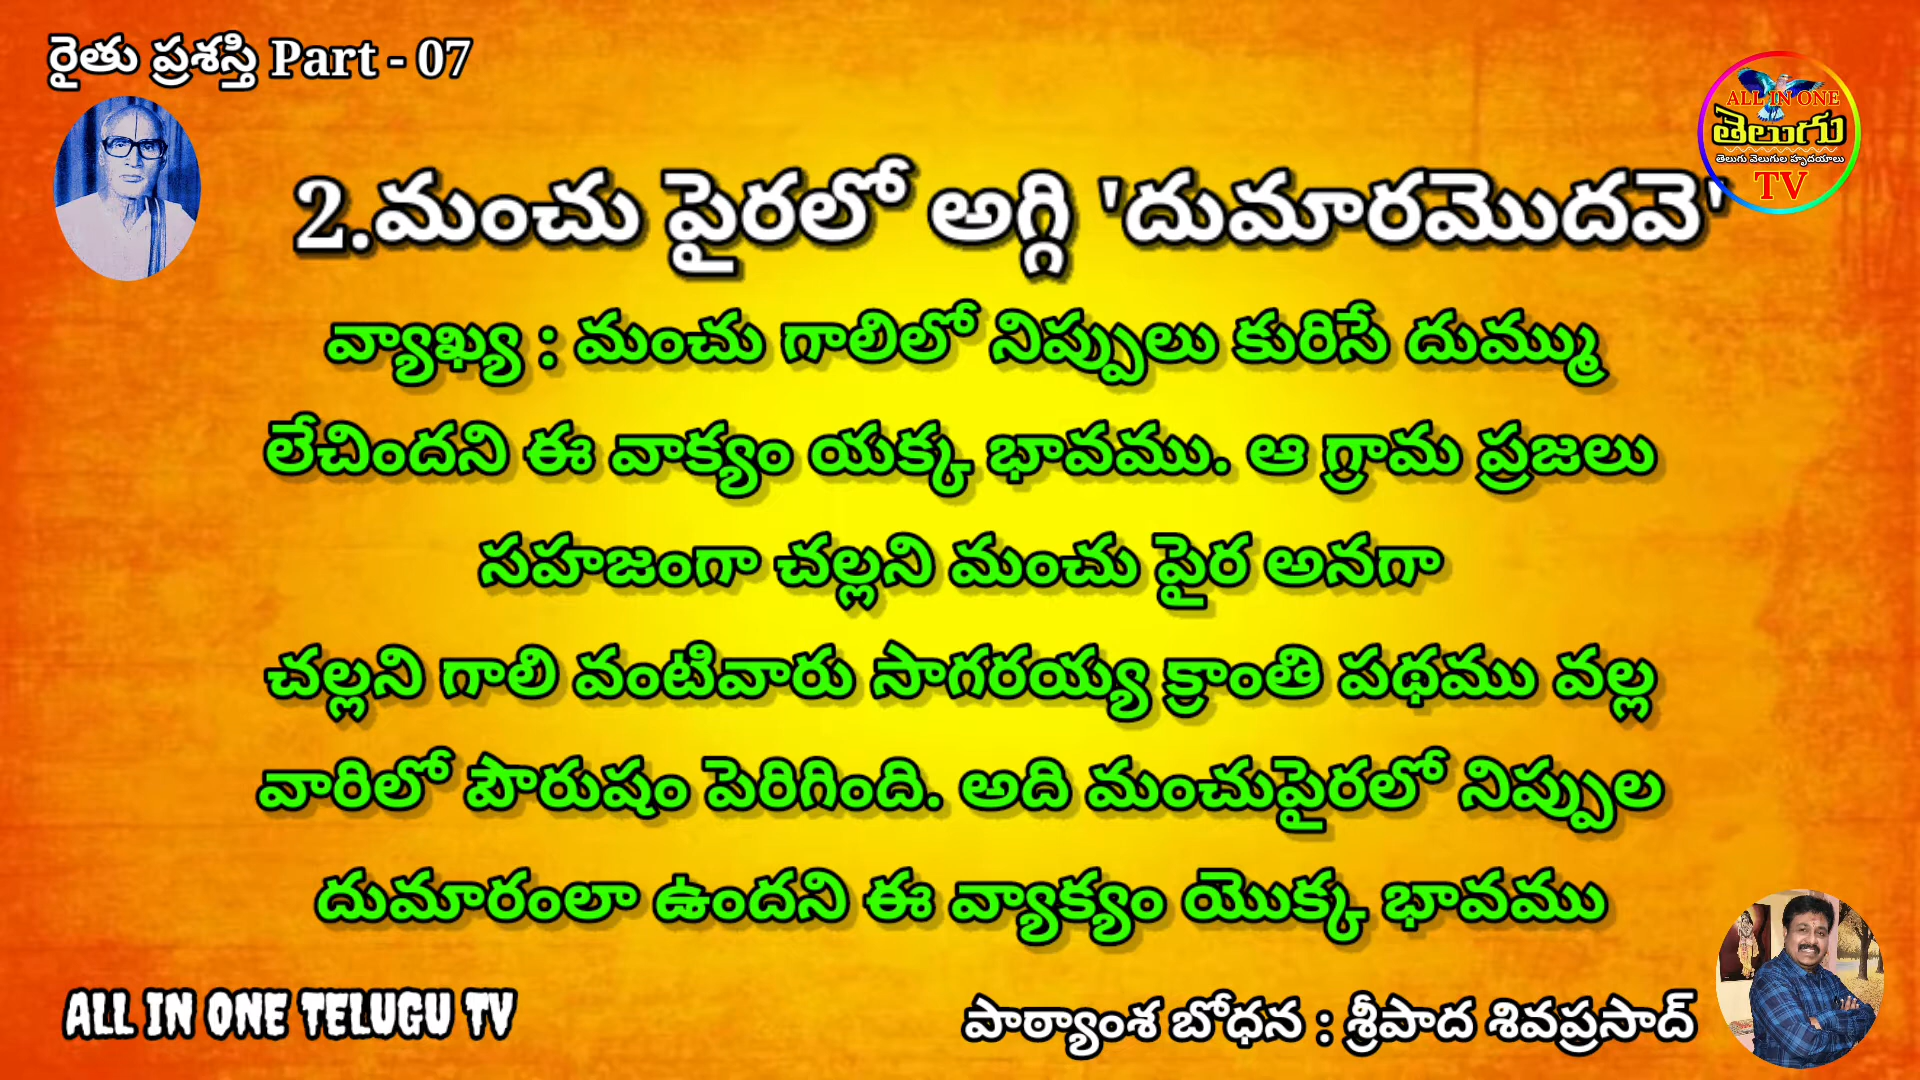 రైతు ప్రశస్తి Part - 07
ALL IN ONE
తెలుగు
తెలుగు వెలుగుల హృదయాలు
TV
2.మంచు పైరలో అగ్గి 'దుమారమొదవె'
వ్యాఖ్య : మంచు గాలిలో నిప్పులు కురిసే దుమ్ము
లేచిందని ఈ వాక్యం యక్క భావము. ఆ గ్రామ ప్రజలు
సహజంగా చల్లని మంచు పైర అనగా
చల్లని గాలి వంటివారు సాగరయ్య క్రాంతి పథము వల్ల
వారిలో పౌరుషం పెరిగింది. అది మంచుపైరలో నిప్పుల
దుమారంలా ఉందని ఈ వ్యాక్యం యొక్క భావము
ALL IN ONE TELUGU TV
పాఠ్యాంశ బోధన : శ్రీపాద శివప్రసాద్